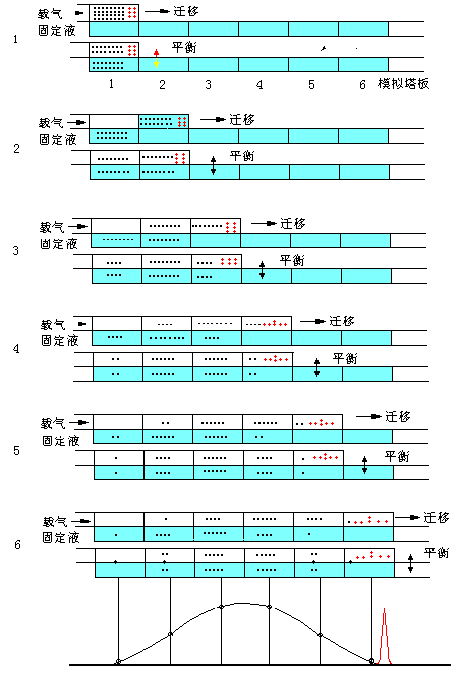 载气 迁移
固定液
1
平衡
1 2 3 4 5 6 模拟塔板
载气 迁移
固定液
2
平衡
载气 迁移
固定液
3
平衡
载气 迁移
固定液
4
平衡
载气 迁移
固定液
5
平衡
载气 迁移
固定液
6
平衡